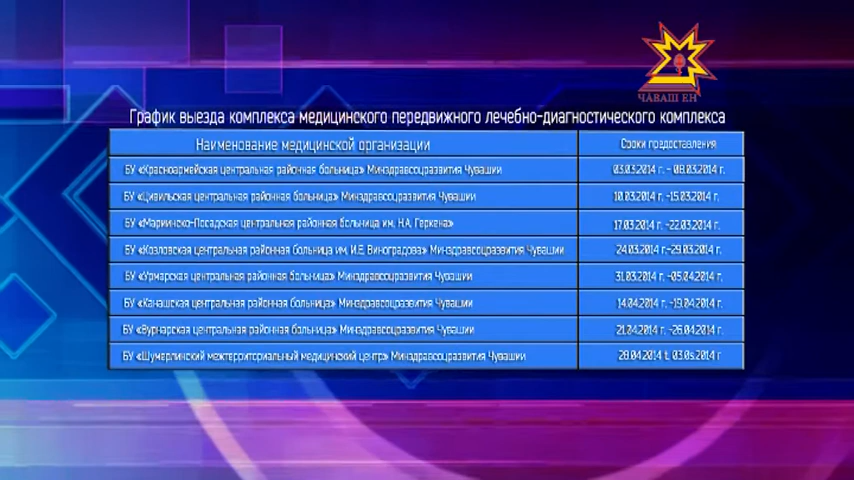 ЧӐВАШ ЕН
График выезда комплекса медицинского передвижного лечебно-диагностического комплекса
Наименование медицинской организации Сроки предоставления
БУ «Красноармейская центральная районная больница» Минздравсоцразвития Чувашии 03.03.2014 г. - 08.03.2014 г.
БУ «Цивильская центральная районная больница» Минздравсоцразвития Чувашии 10.03.2014 г. -15.03.2014 г.
БУ «Мариинско-Посадская центральная районная больница им. Н.А. Геркена» 17.03.2014 г. -22.03.2014 г.
БУ «Козловская центральная районная больница им. И.Е. Виноградова» Минздравсоцразвития Чувашии 24.03.2014 г.-29.03.2014 г.
БУ «Урмарская центральная районная больница» Минздравсоцразвития Чувашии 31.03.2014 г. -05.04.2014 г.
БУ «Канашская центральная районная больница» Минздравсоцразвития Чувашии 14.04.2014 г. -19.04.2014 г.
БУ «Вурнарская центральная районная больница» Минздравсоцразвития Чувашии 21.04.2014 г. -26.04.2014 г.
БУ «Шумерлинский межтерриториальный медицинский центр» Минздравсоцразвития Чувашии 28.04.2014 t. 03.0s.2014 г